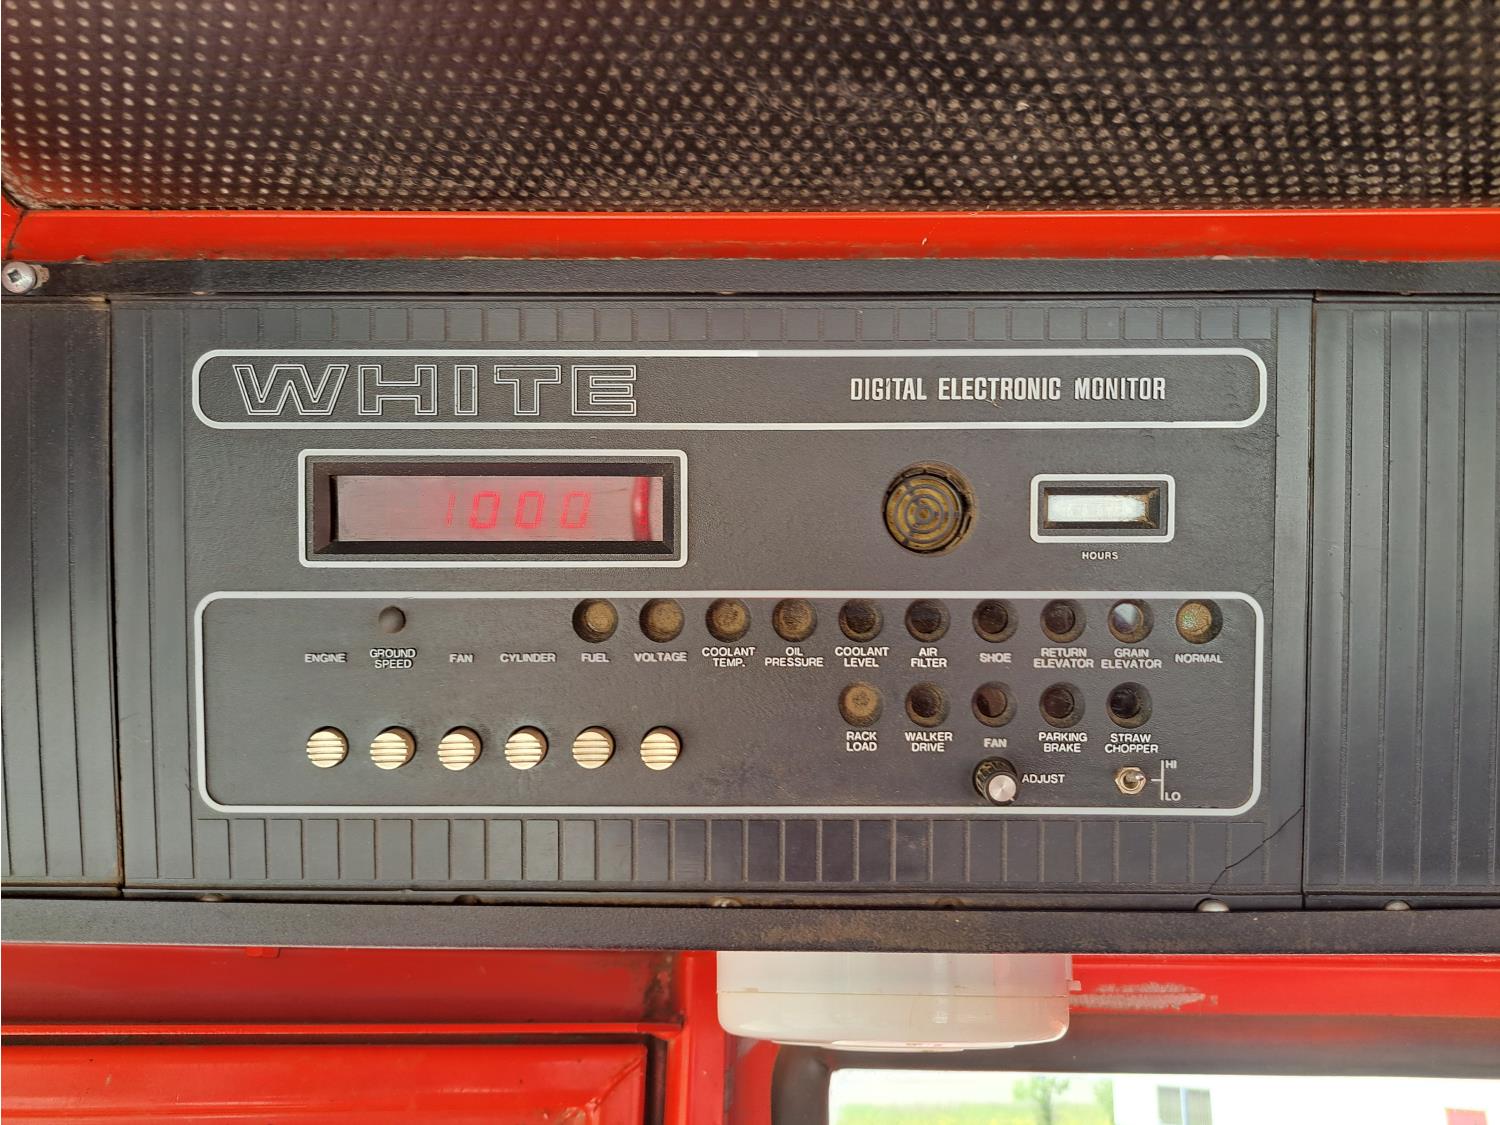 WHITE DIGITAL ELECTRONIC MONITOR
1000
HOURS
ENGINE
GROUND
SPEED
FAN
CYLINDER
FUEL
VOLTAGE
COOLANT
TEMP.
OIL
PRESSURE
COOLANT
LEVEL
AIR
FILTER
SHOE
RETURN
ELEVATOR
GRAIN
ELEVATOR
NORMAL
RACK
LOAD
WALKER
DRIVE
FAN
PARKING
BRAKE
STRAW
CHOPPER
ADJUST
HI
LO